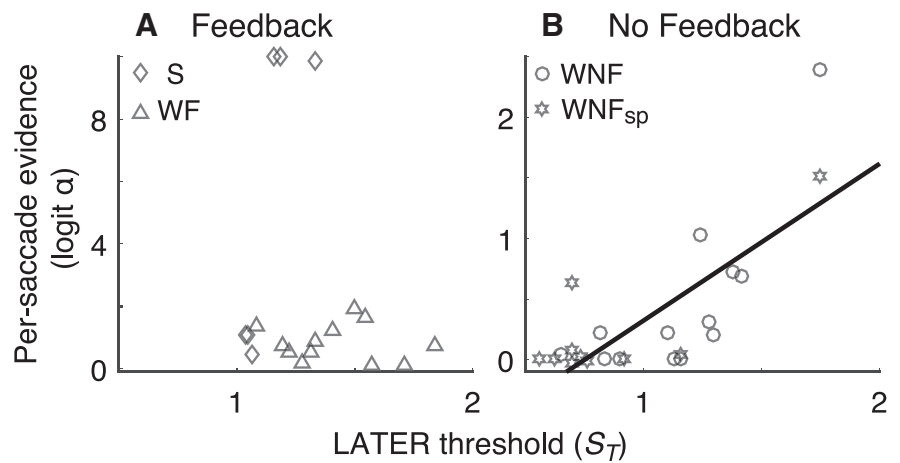 A Feedback
B No Feedback
S
WF
WNF
WNFsp
Per-saccade evidence
(logit α)
8
4
0
2
1
0
1
2
1
2
LATER threshold (ST)